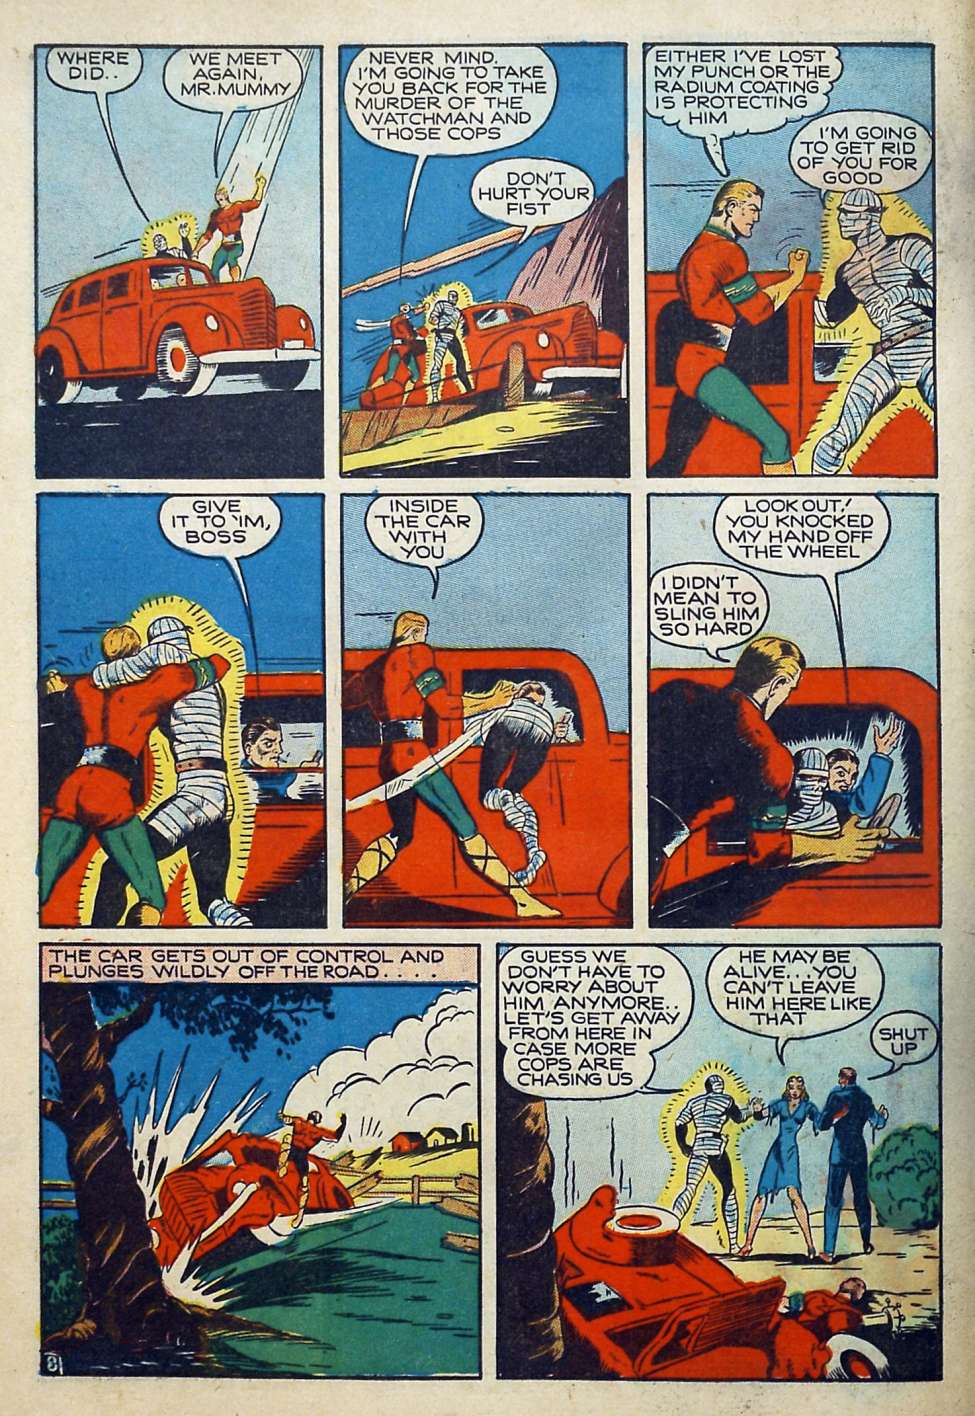 WHERE
DID..
WE MEET
AGAIN,
MR. MUMMY
NEVER MIND.
I'M GOING TO TAKE
YOU BACK FOR THE
MURDER OF THE
WATCHMAN AND
THOSE COPS
DON'T
HURT YOUR
FIST
EITHER I'VE LOST
MY PUNCH OR THE
RADIUM COATING
IS PROTECTING
HIM
I'M GOING
TO GET RID
OF YOU FOR
GOOD
GIVE
IT TO 'IM,
BOSS
INSIDE
THE CAR
WITH
YOU
LOOK OUT!
YOU KNOCKED
MY HAND OFF
THE WHEEL
I DIDN'T
MEAN TO
SLING HIM
SO HARD
THE CAR GETS OUT OF CONTROL AND
PLUNGES WILDLY OFF THE ROAD....
GUESS WE
DON'T HAVE TO
WORRY ABOUT
HIM ANYMORE..
LET'S GET AWAY
FROM HERE IN
CASE MORE
COPS ARE
CHASING US
HE MAY BE
ALIVE...YOU
CAN'T LEAVE
HIM HERE LIKE
THAT
SHUT
UP
8